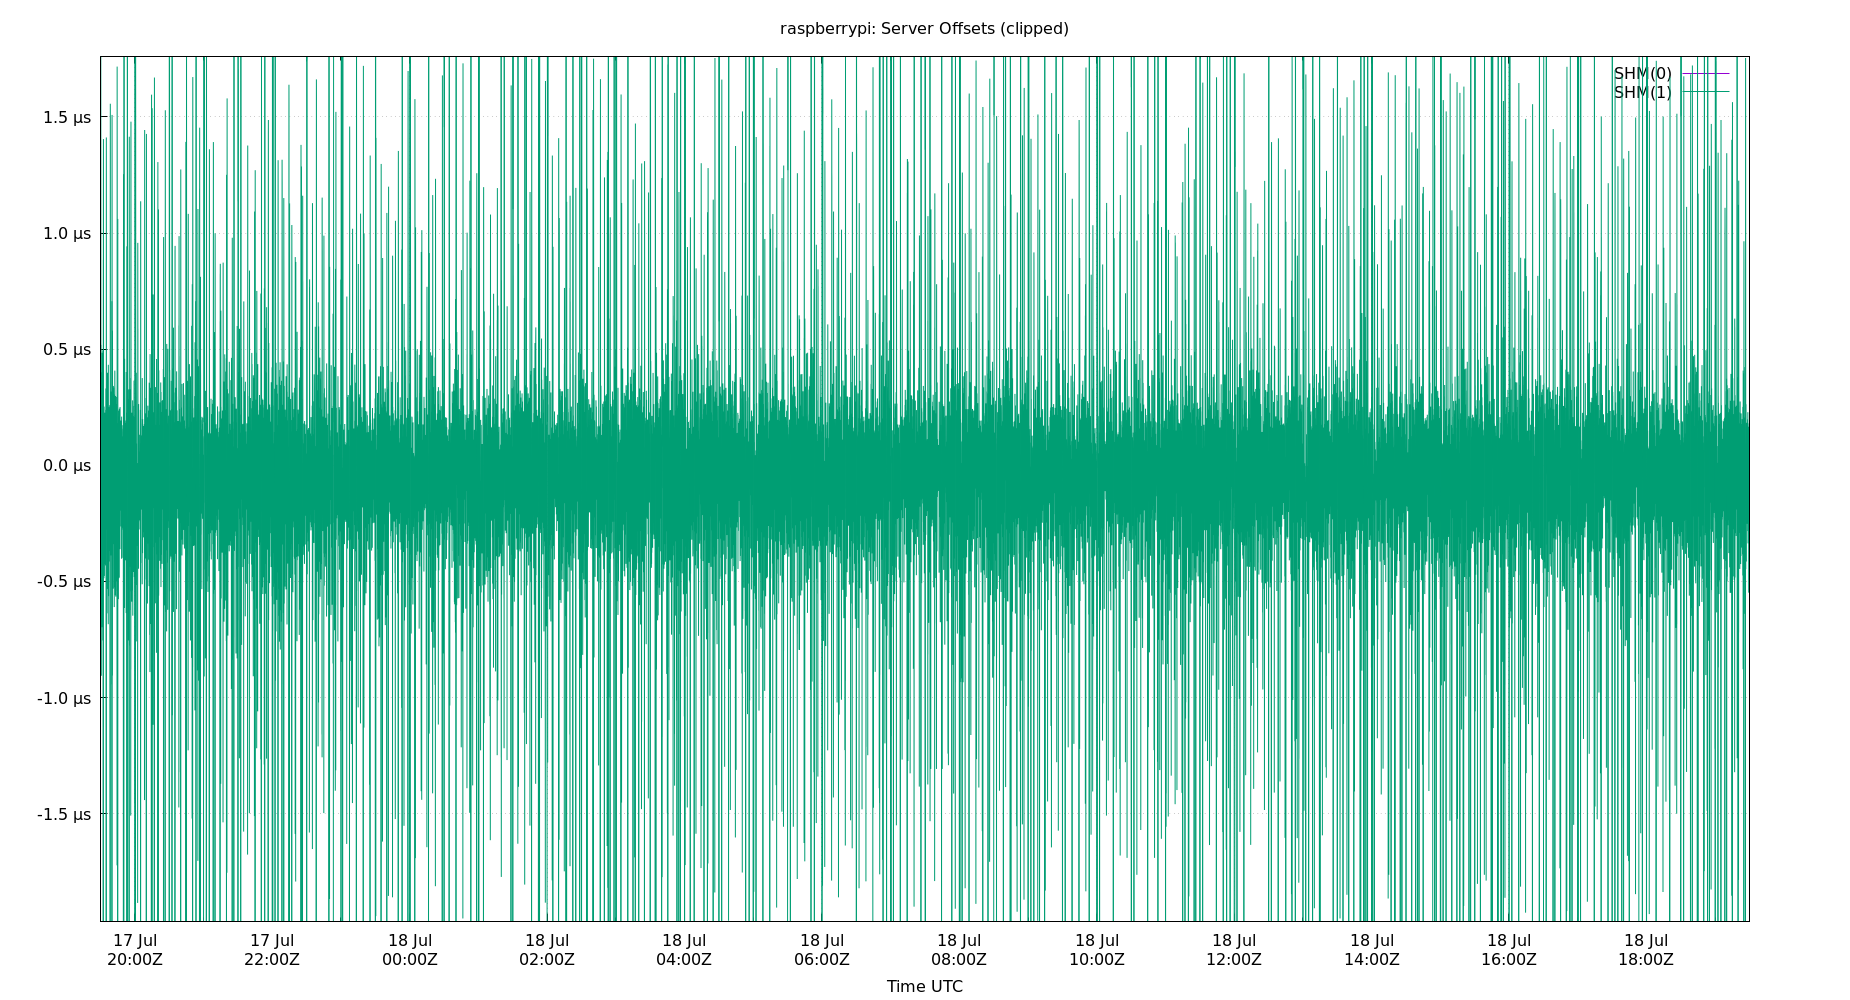 raspberrypi: Server Offsets (clipped)
SHM(0)
SHM(1)
1.5 µs
1.0 µs
0.5 µs
0.0 µs
-0.5 µs
-1.0 µs
-1.5 µs
17 Jul 17 Jul 18 Jul 18 Jul 18 Jul 18 Jul 18 Jul 18 Jul 18 Jul 18 Jul 18 Jul 18 Jul
20:00Z 22:00Z 00:00Z 02:00Z 04:00Z 06:00Z 08:00Z 10:00Z 12:00Z 14:00Z 16:00Z 18:00Z
Time UTC